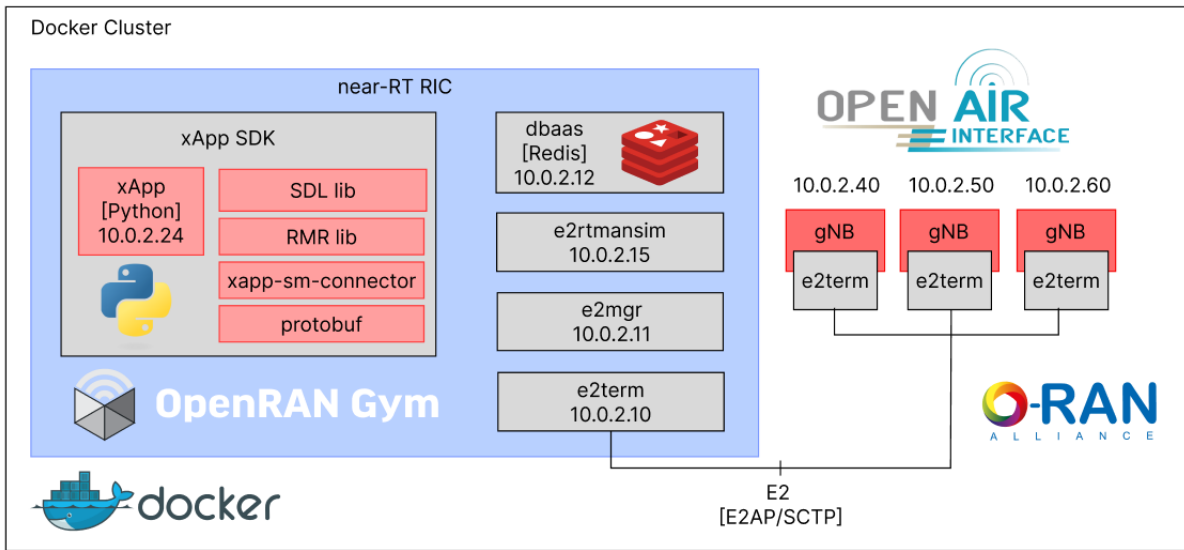 Docker Cluster
near-RT RIC
xApp SDK
xApp
[Python]
10.0.2.24
SDL lib
RMR lib
xapp-sm-connector
protobuf
OpenRAN Gym
dbaas
[Redis]
10.0.2.12
e2rtmansim
10.0.2.15
e2mgr
10.0.2.11
e2term
10.0.2.10
OPEN AIR
INTERFACE
10.0.2.40
10.0.2.50
10.0.2.60
gNB
gNB
gNB
e2term
e2term
e2term
O-RAN
ALLIANCE
docker
E2
[E2AP/SCTP]